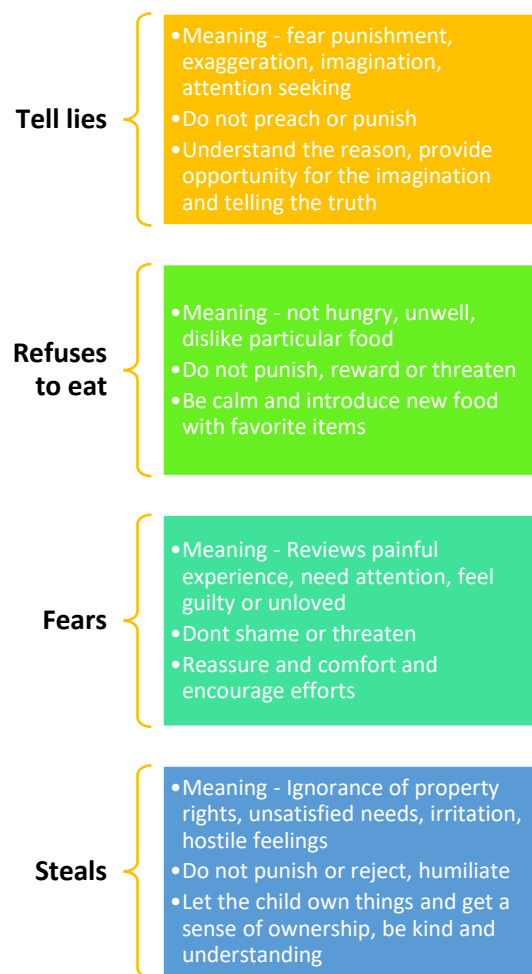 Tell lies
•Meaning - fear punishment,
exaggeration, imagination,
attention seeking
•Do not preach or punish
•Understand the reason, provide
opportunity for the imagination
and telling the truth
Refuses
to eat
•Meaning - not hungry, unwell,
dislike particular food
•Do not punish, reward or threaten
•Be calm and introduce new food
with favorite items
Fears
•Meaning - Reviews painful
experience, need attention, feel
guilty or unloved
•Dont shame or threaten
•Reassure and comfort and
encourage efforts
Steals
•Meaning - Ignorance of property
rights, unsatisfied needs, irritation,
hostile feelings
•Do not punish or reject, humiliate
•Let the child own things and get a
sense of ownership, be kind and
understanding